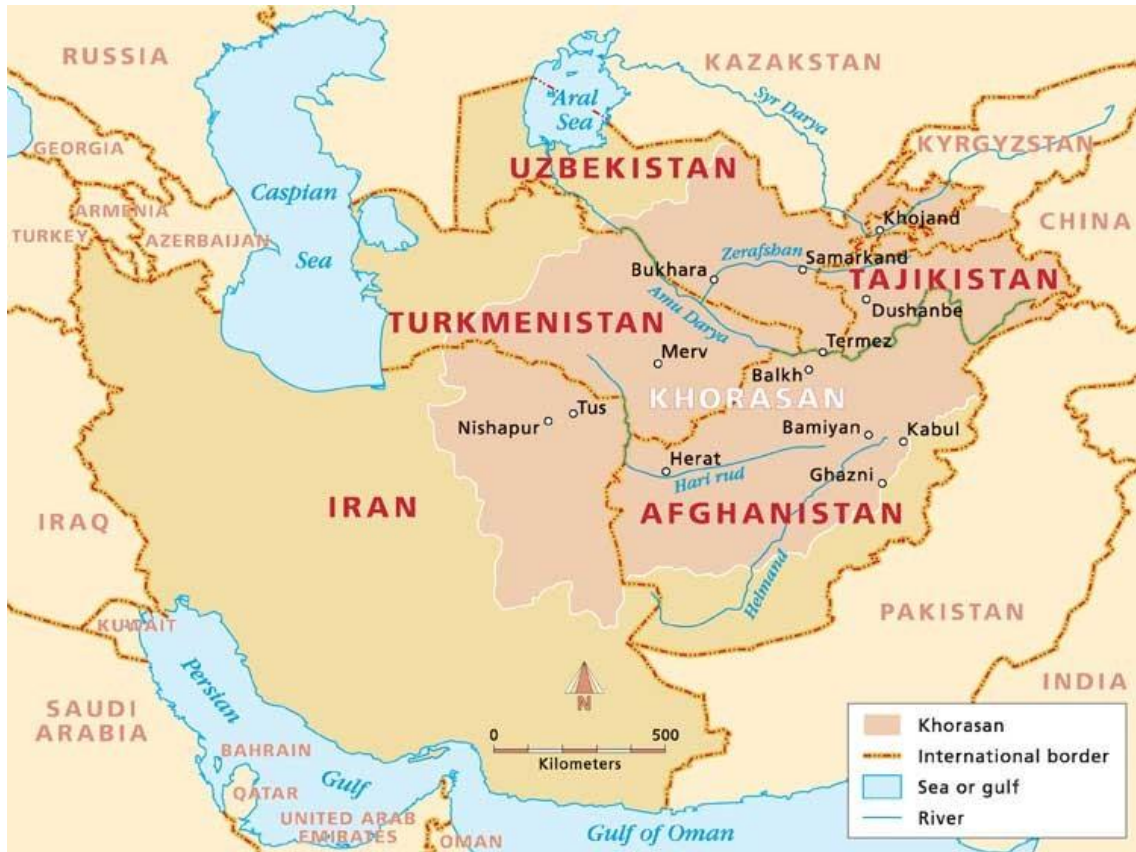 RUSSIA
KAZAKSTAN
Aral
Sea
Syr Darya
GEORGIA
KYRGYZSTAN
UZBEKISTAN
Caspian
Sea
ARMENIA
TURKEY
AZERBAIJAN
Khojand
CHINA
Zerafshan
Samarkand
Bukhara
TAJIKISTAN
Amu Darya
Dushanbe
TURKMENISTAN
Termez
Merv
Balkh
KHORASAN
Tus
Nishapur
Bamiyan
Kabul
Herat
Hari rud
Ghazni
IRAN
AFGHANISTAN
IRAQ
Helmand
PAKISTAN
KUWAIT
Persian
Gulf
N
INDIA
SAUDI
ARABIA
0 500
Kilometers
BAHRAIN
QATAR
UNITED ARAB
EMIRATES
OMAN
Gulf of Oman
Khorasan
International border
Sea or gulf
River